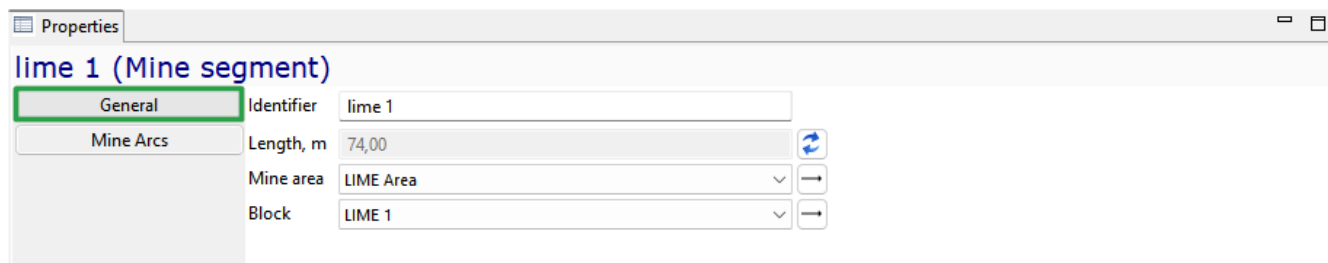 Properties
lime 1 (Mine segment)
General
Identifier lime 1
Mine Arcs
Length, m 74,00
Mine area LIME Area
Block LIME 1